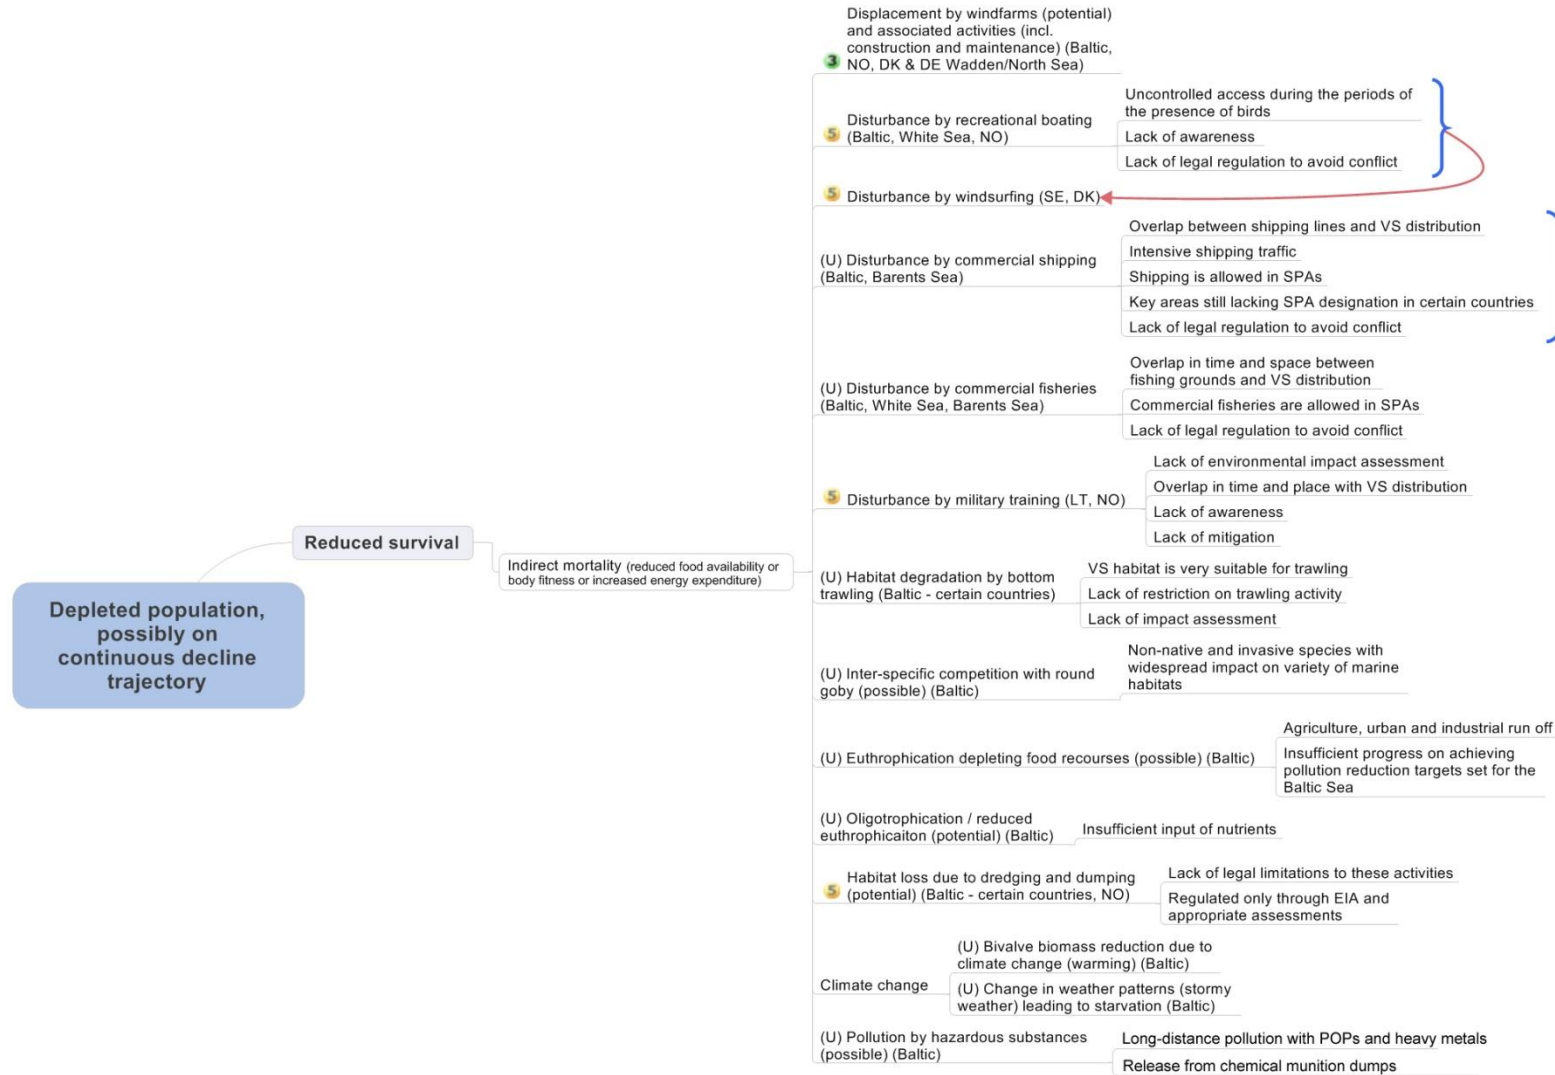 Depleted population,
possibly on
continuous decline
trajectory
Reduced survival
Indirect mortality (reduced food availability or
body fitness or increased energy expenditure)
3
Displacement by windfarms (potential)
and associated activities (incl.
construction and maintenance) (Baltic,
NO, DK & DE Wadden/North Sea)
5
Disturbance by recreational boating
(Baltic, White Sea, NO)
Uncontrolled access during the periods of
the presence of birds
Lack of awareness
Lack of legal regulation to avoid conflict
5
Disturbance by windsurfing (SE, DK)
(U) Disturbance by commercial shipping
(Baltic, Barents Sea)
Overlap between shipping lines and VS distribution
Intensive shipping traffic
Shipping is allowed in SPAs
Key areas still lacking SPA designation in certain countries
Lack of legal regulation to avoid conflict
(U) Disturbance by commercial fisheries
(Baltic, White Sea, Barents Sea)
Overlap in time and space between
fishing grounds and VS distribution
Commercial fisheries are allowed in SPAs
Lack of legal regulation to avoid conflict
5
Disturbance by military training (LT, NO)
Lack of environmental impact assessment
Overlap in time and place with VS distribution
Lack of awareness
Lack of mitigation
(U) Habitat degradation by bottom
trawling (Baltic - certain countries)
VS habitat is very suitable for trawling
Lack of restriction on trawling activity
Lack of impact assessment
(U) Inter-specific competition with round
goby (possible) (Baltic)
Non-native and invasive species with
widespread impact on variety of marine
habitats
(U) Euthrophication depleting food recourses (possible) (Baltic)
Agriculture, urban and industrial run off
Insufficient progress on achieving
pollution reduction targets set for the
Baltic Sea
(U) Oligotrophication / reduced
euthrophicaiton (potential) (Baltic)
Insufficient input of nutrients
5
Habitat loss due to dredging and dumping
(potential) (Baltic - certain countries, NO)
Lack of legal limitations to these activities
Regulated only through EIA and
appropriate assessments
Climate change
(U) Bivalve biomass reduction due to
climate change (warming) (Baltic)
(U) Change in weather patterns (stormy
weather) leading to starvation (Baltic)
(U) Pollution by hazardous substances
(possible) (Baltic)
Long-distance pollution with POPs and heavy metals
Release from chemical munition dumps